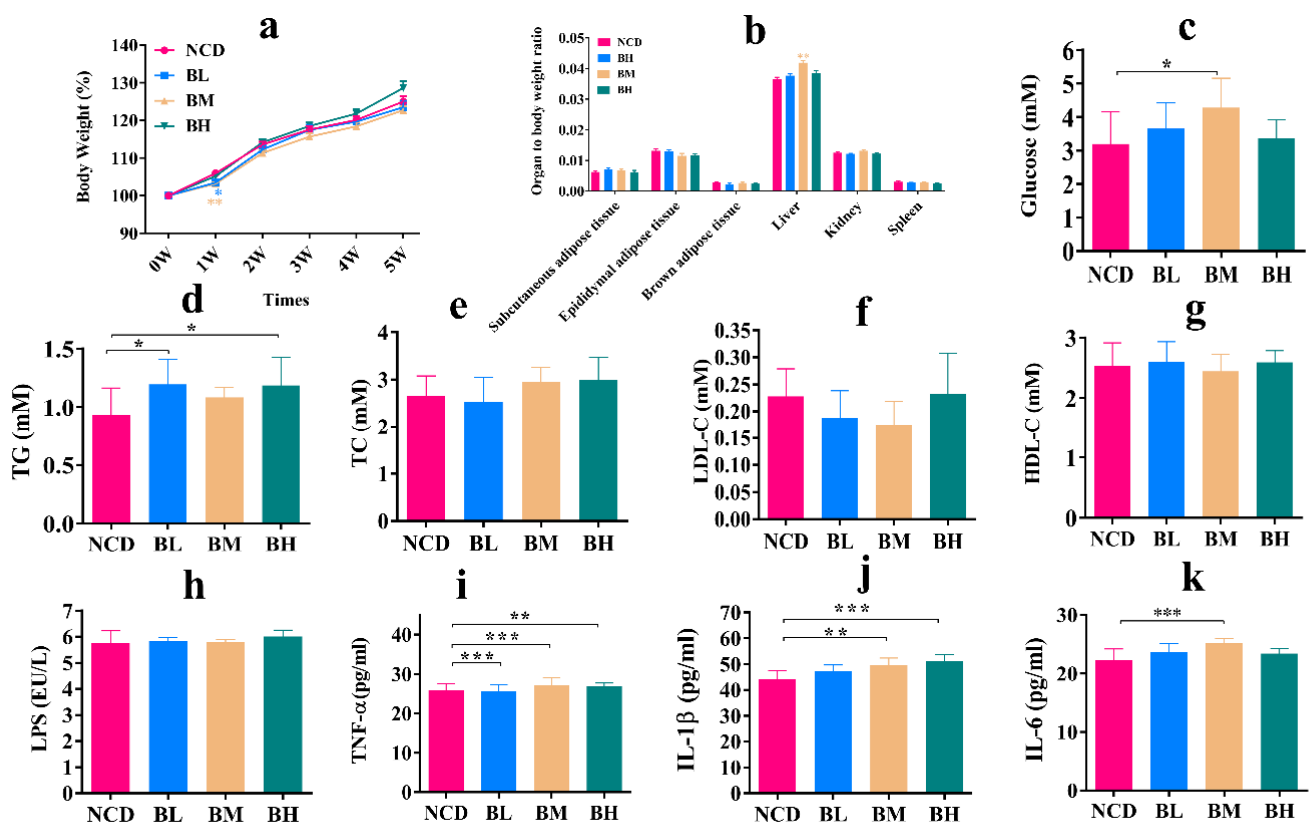 a
Body Weight (%)
140
130
120
110
100
90
NCD
BL
BM
BH
*
**
0W 1W 2W 3W 4W 5W
Times
b
Organ to body weight ratio
0.05
0.04
0.03
0.02
0.01
0.00
NCD
BH
BM
BH
**
Subcutaneous adipose tissue
Epididymal adipose tissue
Brown adipose tissue
Liver
Kidney
Spleen
c
Glucose (mM)
6
5
4
3
2
1
0
*
NCD BL BM BH
d
TG (mM)
1.5
1.0
0.5
0.0
*
*
NCD BL BM BH
e
TC (mM)
4
3
2
1
0
NCD BL BM BH
f
LDL-C (mM)
0.35
0.30
0.25
0.20
0.15
0.10
0.05
0.00
NCD BL BM BH
g
HDL-C (mM)
3
2
1
0
NCD BL BM BH
h
LPS (EU/L)
7
6
5
4
3
2
1
0
NCD BL BM BH
i
TNF-α(pg/ml)
40
30
20
10
0
**
***
***
NCD BL BM BH
j
IL-1β (pg/ml)
70
60
50
40
30
20
10
0
***
**
NCD BL BM BH
k
IL-6 (pg/ml)
30
20
10
0
***
NCD BL BM BH